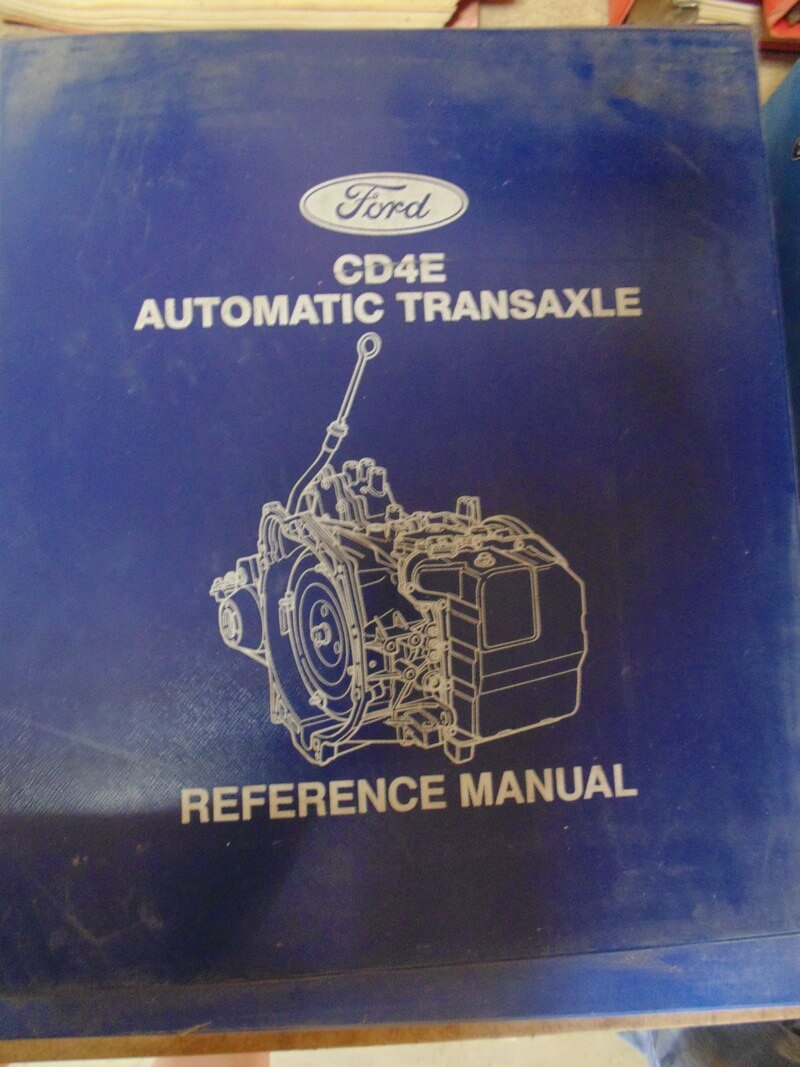 Ford
CD4E
AUTOMATIC TRANSAXLE
REFERENCE MANUAL